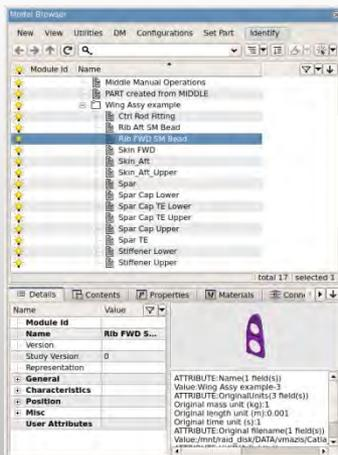 Model Browser
New View Utilities DM Configurations Set Part Identify
Module Id Name
Middle Manual Operations
PART created from MIDDLE
Wing Assy example
Ctrl Rod Fitting
Rib Aft SM Bead
Rib FWD SM Bead
Skin FWD
Skin_Aft
Skin_Aft_Upper
Spar
Spar Cap Lower
Spar Cap TE Lower
Spar Cap TE Upper
Spar Cap Upper
Spar TE
Stiffener Lower
Stiffener Upper
total 17 selected 1
Details Contents Properties Materials Conn
Name Value
Module Id
Name Rib FWD S...
Version
Study Version 0
Representation
General
Characteristics
Position
Misc
User Attributes
ATTRIBUTE:Name(1 field(s))
Value:Wing Assy example-3
ATTRIBUTE:OriginalUnits(3 field(s))
Original mass unit (kg):1
Original length unit (m):0.001
Original time unit (s):1
ATTRIBUTE:Original filename(1 field(s))
Value:/mnt/raid_disk/DATA/vmazis/Catia